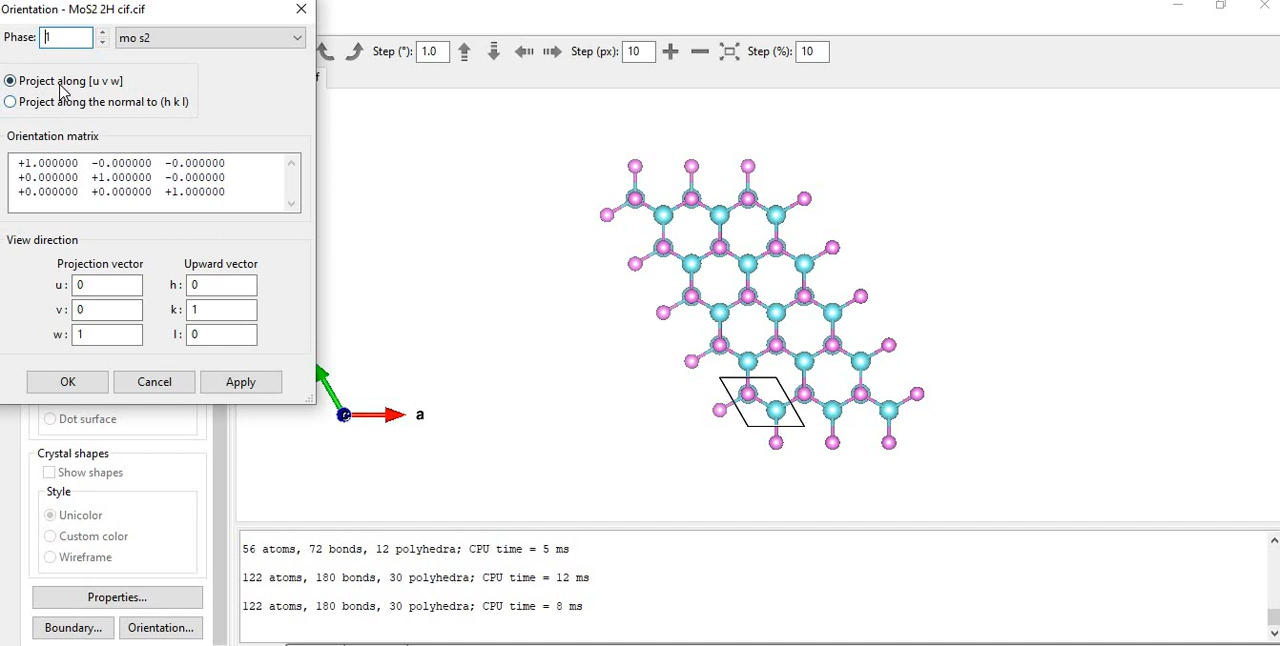 Orientation - MoS2 2H cif.cif
Phase: 1 mo s2
Step (°): 1.0 Step (px): 10 Step (%): 10
f
Project along [u v w]
Project along the normal to (h k l)
Orientation matrix
+1.000000 -0.000000 -0.000000
+0.000000 +1.000000 -0.000000
+0.000000 +0.000000 +1.000000
View direction
Projection vector Upward vector
u: 0 h: 0
v: 0 k: 1
w: 1 l: 0
OK Cancel Apply
a
Dot surface
Crystal shapes
Show shapes
Style
Unicolor
Custom color
Wireframe
Properties...
Boundary... Orientation...
56 atoms, 72 bonds, 12 polyhedra; CPU time = 5 ms
122 atoms, 180 bonds, 30 polyhedra; CPU time = 12 ms
122 atoms, 180 bonds, 30 polyhedra; CPU time = 8 ms